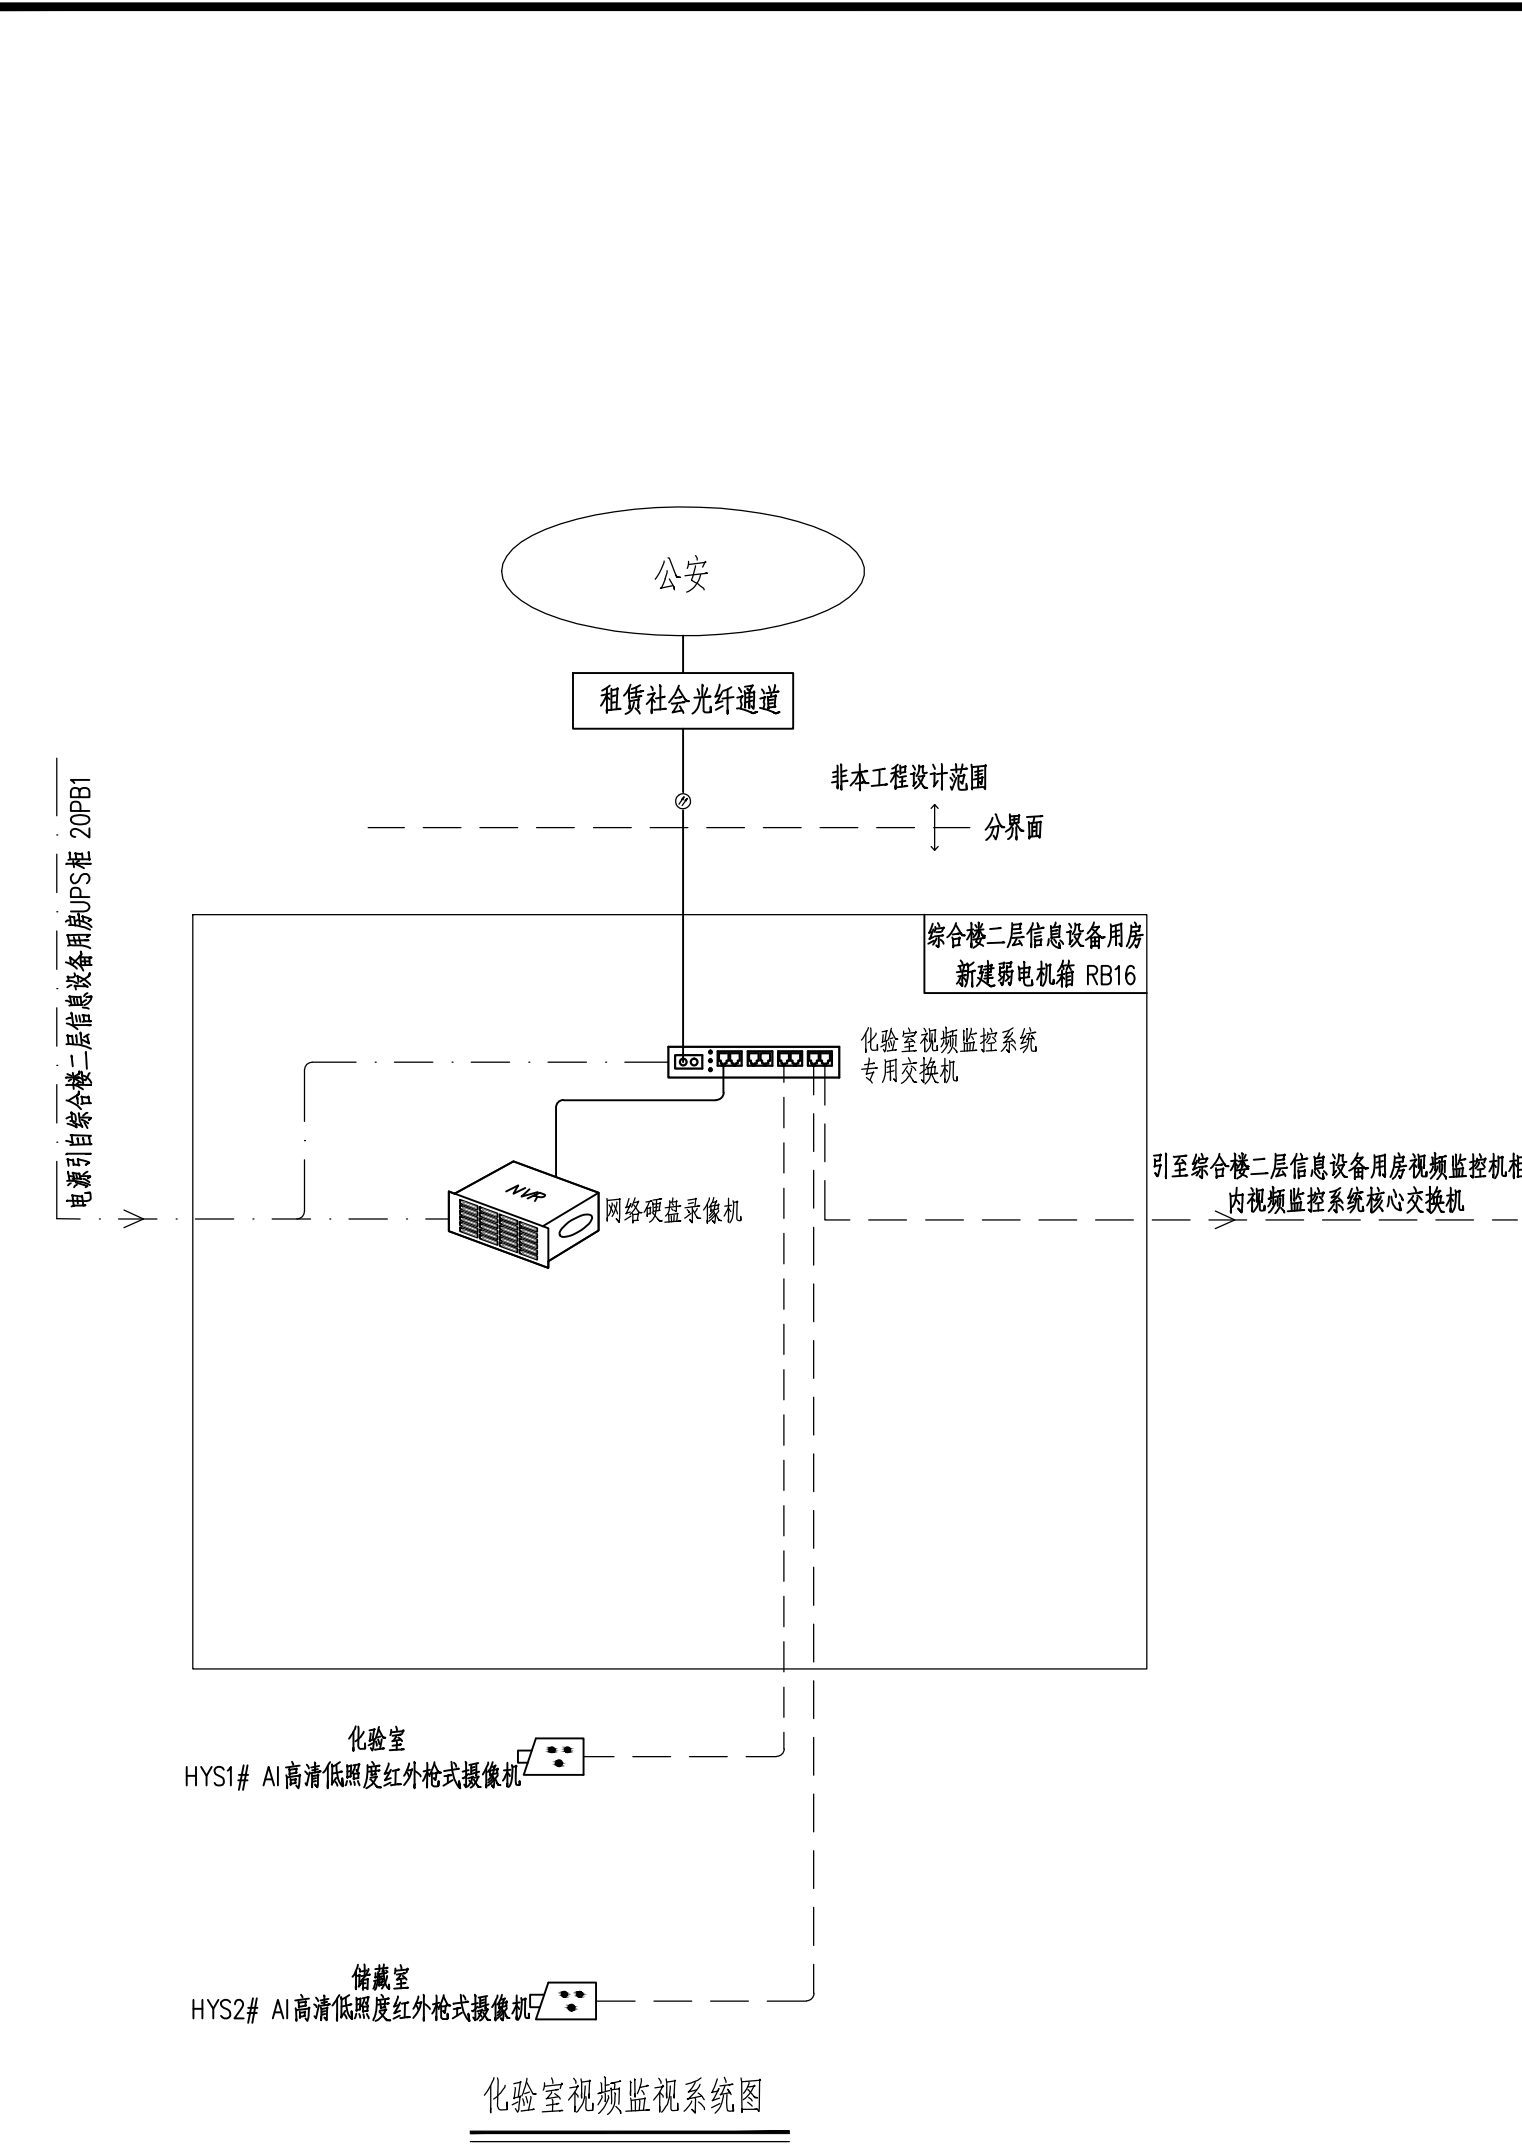 公安
租赁社会光纤通道
非本工程设计范围
分界面
电源引自综合楼二层信息设备用房UPS柜 20PB1
综合楼二层信息设备用房
新建弱电机箱 RB16
化验室视频监控系统
专用交换机
引至综合楼二层信息设备用房视频监控机柜
内视频监控系统核心交换机
NVR
网络硬盘录像机
化验室
HYS1# AI高清低照度红外枪式摄像机
储藏室
HYS2# AI高清低照度红外枪式摄像机
化验室视频监视系统图